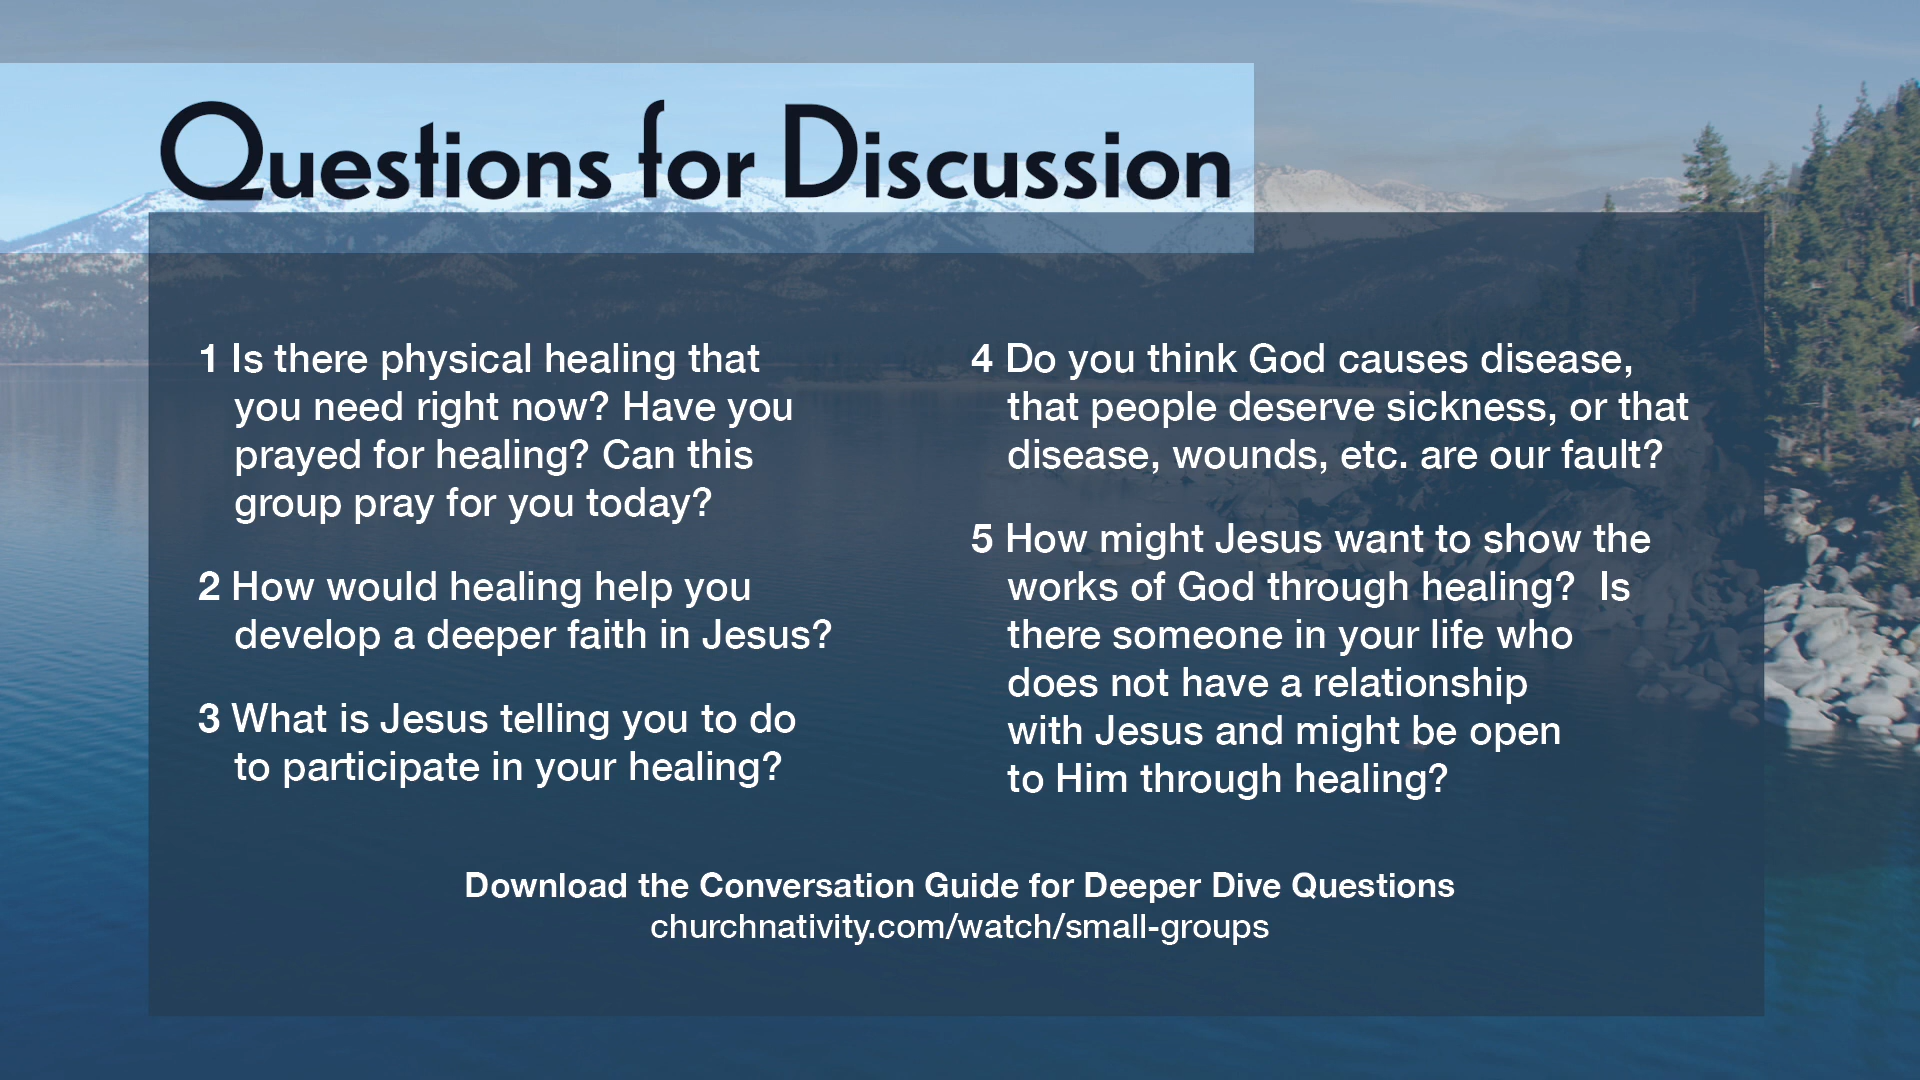 Questions for Discussion
1 Is there physical healing that
you need right now? Have you
prayed for healing? Can this
group pray for you today?
2 How would healing help you
develop a deeper faith in Jesus?
3 What is Jesus telling you to do
to participate in your healing?
4 Do you think God causes disease,
that people deserve sickness, or that
disease, wounds, etc. are our fault?
5 How might Jesus want to show the
works of God through healing?  Is
there someone in your life who
does not have a relationship
with Jesus and might be open
to Him through healing?
Download the Conversation Guide for Deeper Dive Questions
churchnativity.com/watch/small-groups